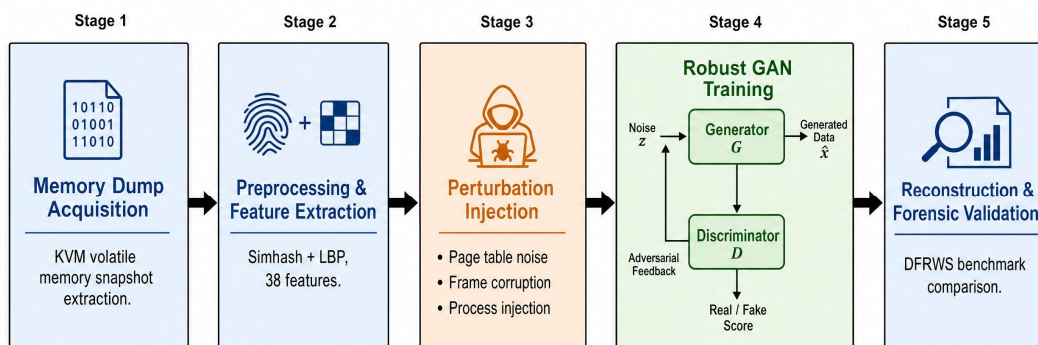 Stage 1
10110
01001
11010
Memory Dump
Acquisition
KVM volatile
memory snapshot
extraction.
Stage 2
+
Preprocessing &
Feature Extraction
Simhash + LBP,
38 features.
Stage 3
Perturbation
Injection
• Page table noise
• Frame corruption
• Process injection
Stage 4
Robust GAN
Training
Noise
z
Generator
G
Generated
Data
x̂
Discriminator
D
Adversarial
Feedback
Real / Fake
Score
Stage 5
Reconstruction &
Forensic Validation
DFRWS benchmark
comparison.